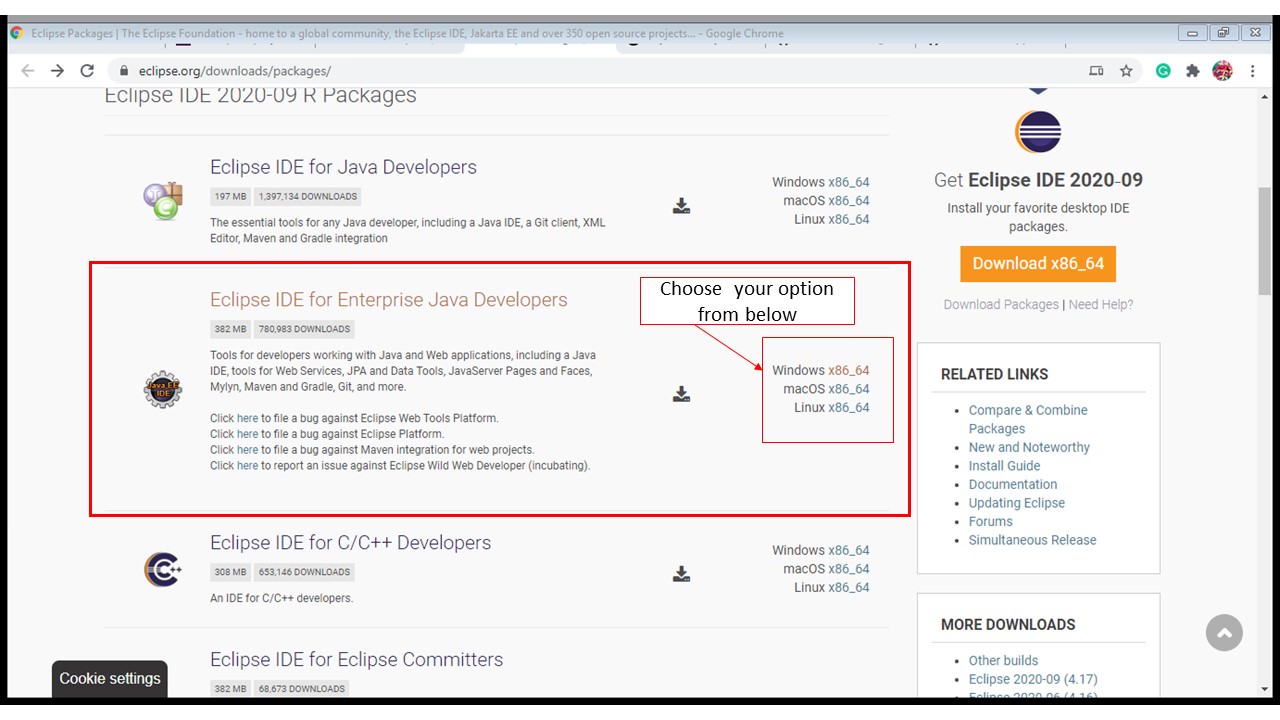 Eclipse Packages | The Eclipse Foundation - home to a global community, the Eclipse IDE, Jakarta EE and over 350 open source projects... - Google Chrome
eclipse.org/downloads/packages/
Eclipse IDE 2020-09 R Packages
Eclipse IDE for Java Developers
197 MB 1,397,134 DOWNLOADS
The essential tools for any Java developer, including a Java IDE, a Git client, XML
Editor, Maven and Gradle integration
Windows x86_64
macOS x86_64
Linux x86_64
Eclipse IDE for Enterprise Java Developers
382 MB 780,983 DOWNLOADS
Tools for developers working with Java and Web applications, including a Java
IDE, tools for Web Services, JPA and Data Tools, JavaServer Pages and Faces,
Mylyn, Maven and Gradle, Git, and more.
Click here to file a bug against Eclipse Web Tools Platform.
Click here to file a bug against Eclipse Platform.
Click here to file a bug against Maven integration for web projects.
Click here to report an issue against Eclipse Wild Web Developer (incubating).
Java EE
IDE
Choose your option
from below
Windows x86_64
macOS x86_64
Linux x86_64
Eclipse IDE for C/C++ Developers
308 MB 653,146 DOWNLOADS
An IDE for C/C++ developers.
Windows x86_64
macOS x86_64
Linux x86_64
Eclipse IDE for Eclipse Committers
382 MB 68,673 DOWNLOADS
Cookie settings
Get Eclipse IDE 2020-09
Install your favorite desktop IDE
packages.
Download x86_64
Download Packages | Need Help?
RELATED LINKS
Compare & Combine
Packages
New and Noteworthy
Install Guide
Documentation
Updating Eclipse
Forums
Simultaneous Release
MORE DOWNLOADS
Other builds
Eclipse 2020-09 (4.17)
Eclipse 2020-06 (4.16)